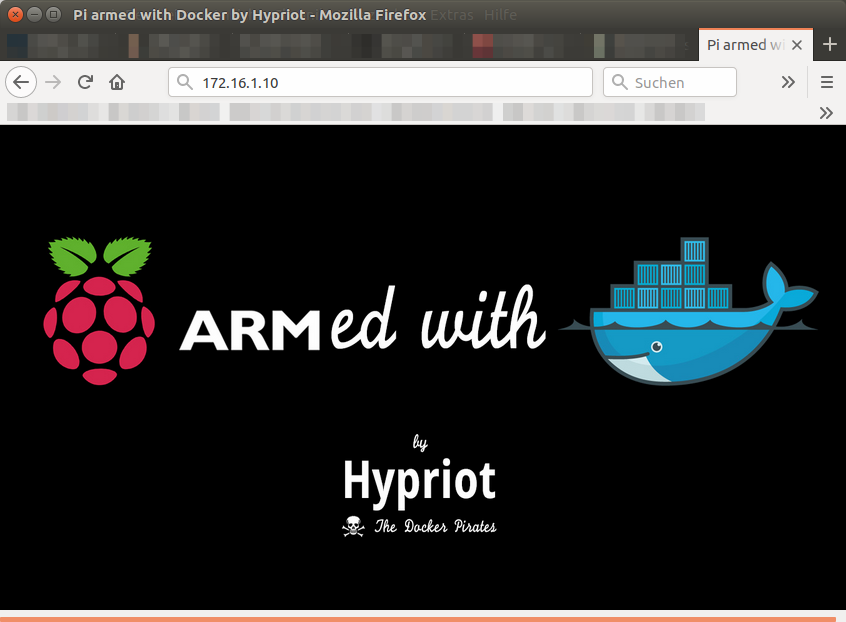 Pi armed with Docker by Hypriot - Mozilla Firefox Extras Hilfe
Pi armed wi
172.16.1.10
Suchen
ARMed with
by
Hypriot
The Docker Pirates